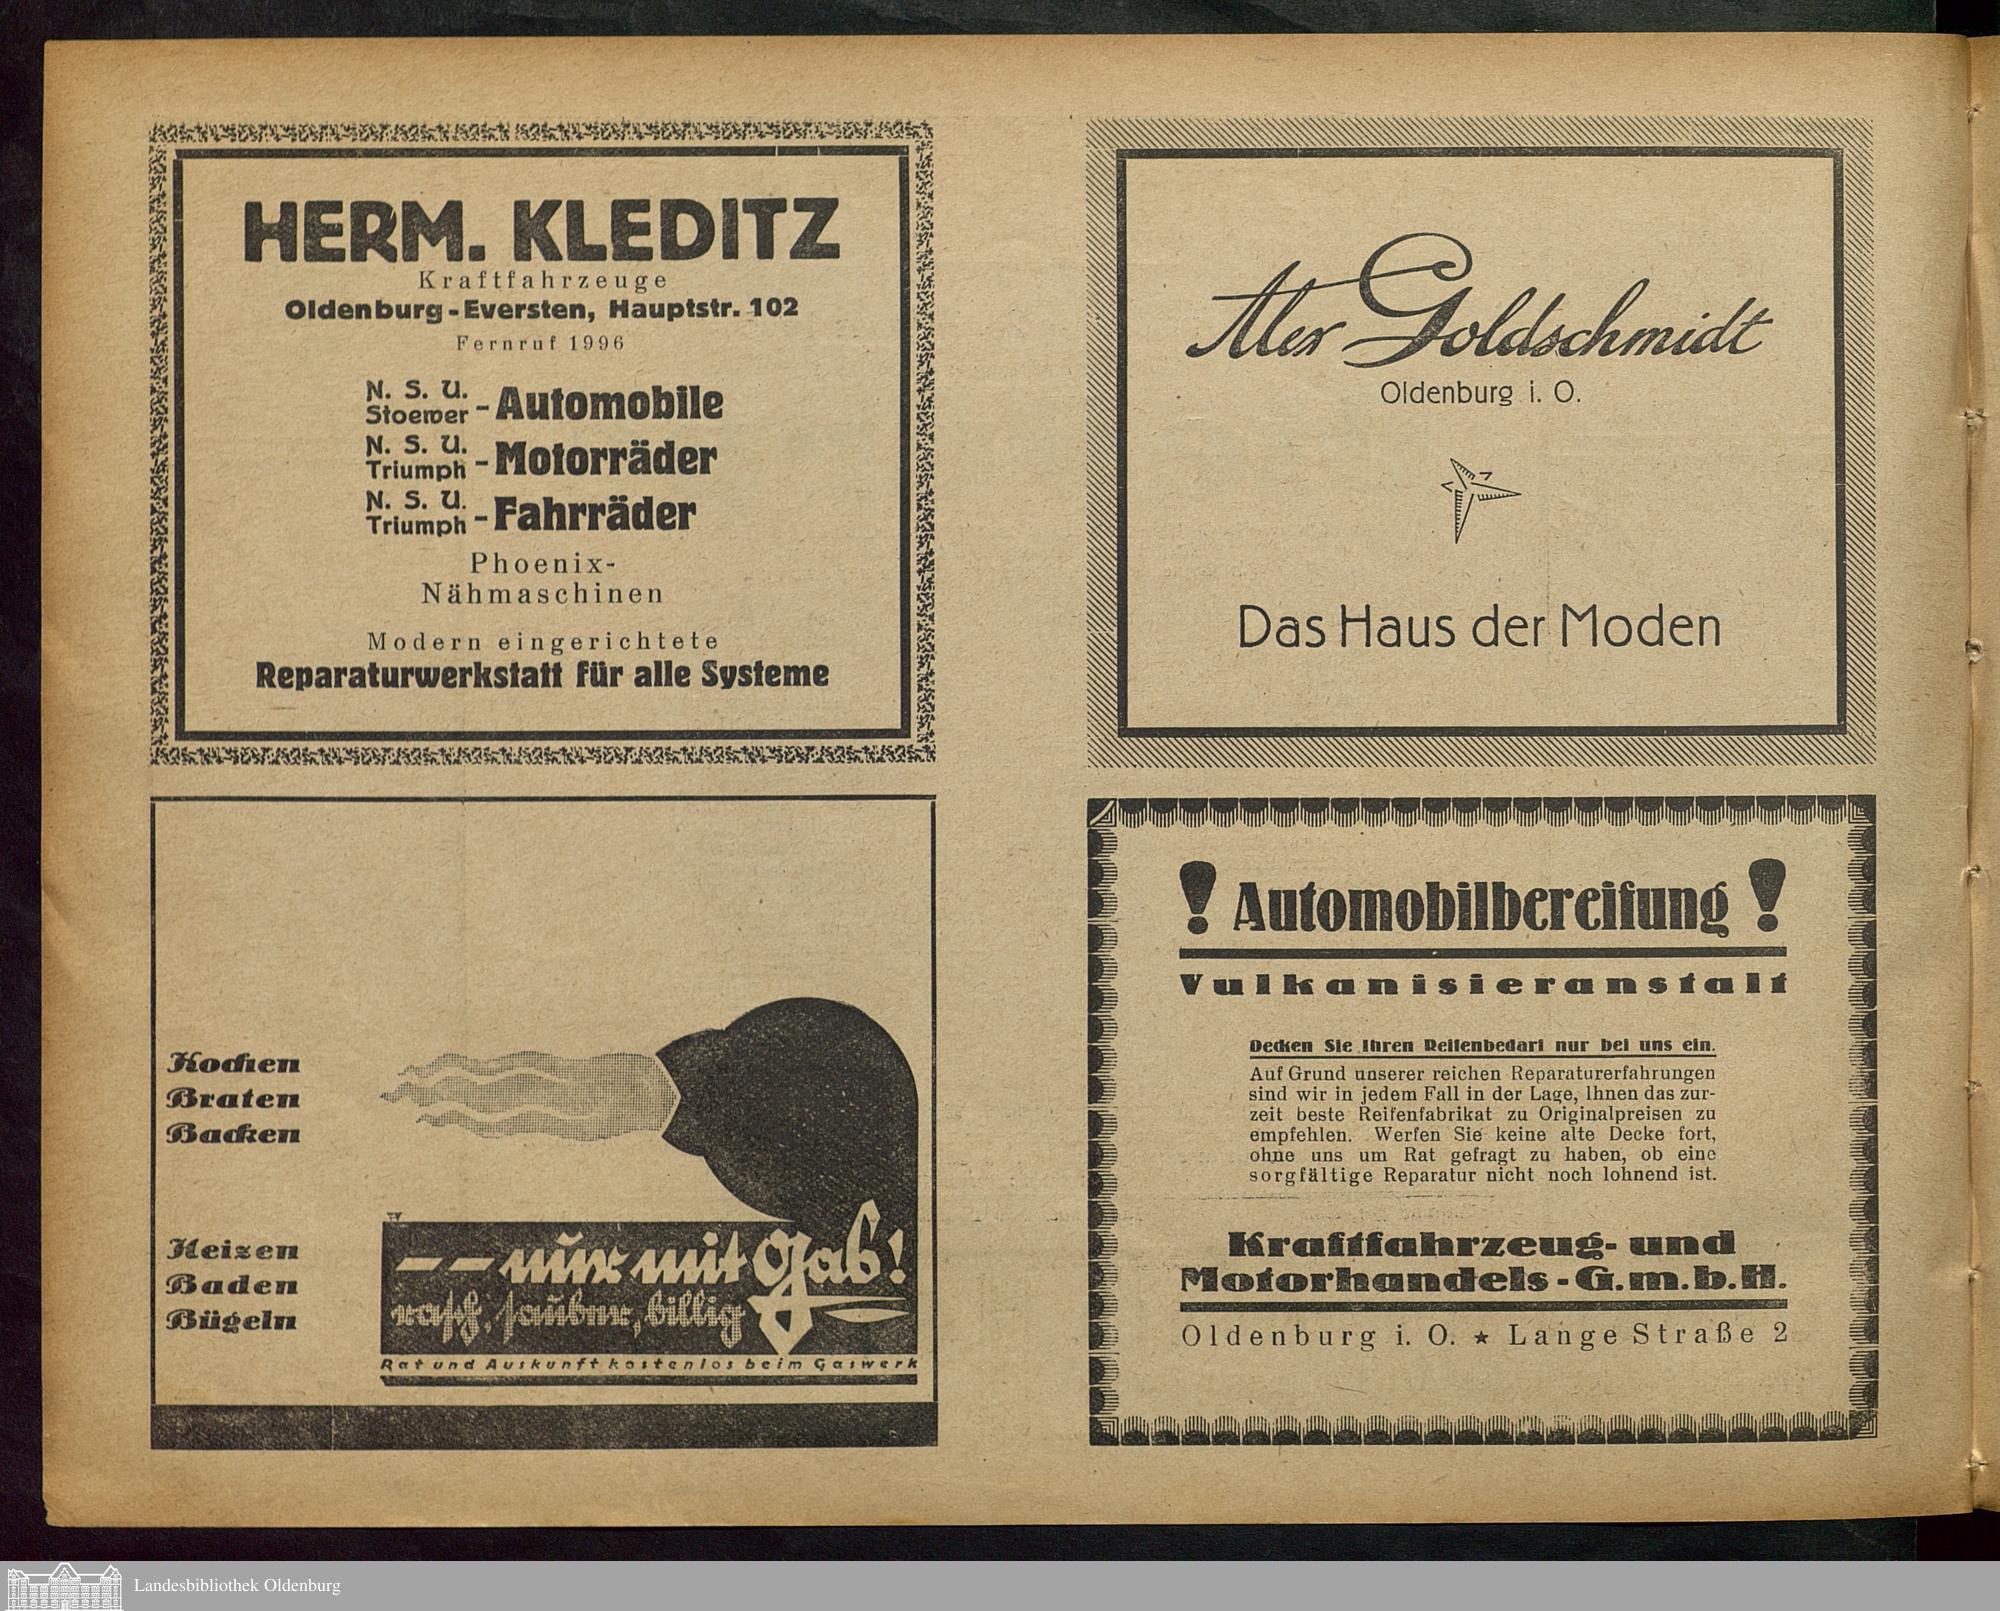 HERM. KLEDITZ
Kraftfahrzeuge
Oldenburg-Eversten, Hauptstr. 102
Fernruf 1996
N. S. U.
Stoewer - Automobile
N. S. U.
Triumph - Motorräder
N. S. U.
Triumph - Fahrräder
Phoenix-
Nähmaschinen
Modern eingerichtete
Reparaturwerkstatt für alle Systeme
Alex Goldschmidt
Oldenburg i. O.
Das Haus der Moden
Kochen
Braten
Backen
Heizen
Baden
Bügeln
— — nur mit Gas!
rasch, sauber, billig
Rat und Auskunft kostenlos beim Gaswerk
! Automobilbereifung !
Vulkanisieranstalt
Decken Sie Ihren Reifenbedarf nur bei uns ein.
Auf Grund unserer reichen Reparaturerfahrungen
sind wir in jedem Fall in der Lage, Ihnen das zur-
zeit beste Reifenfabrikat zu Originalpreisen zu
empfehlen. Werfen Sie keine alte Decke fort,
ohne uns um Rat gefragt zu haben, ob eine
sorgfältige Reparatur nicht noch lohnend ist.
Kraftfahrzeug- und
Motorhandels-G.m.b.H.
Oldenburg i. O. ★ Lange Straße 2
Landesbibliothek Oldenburg